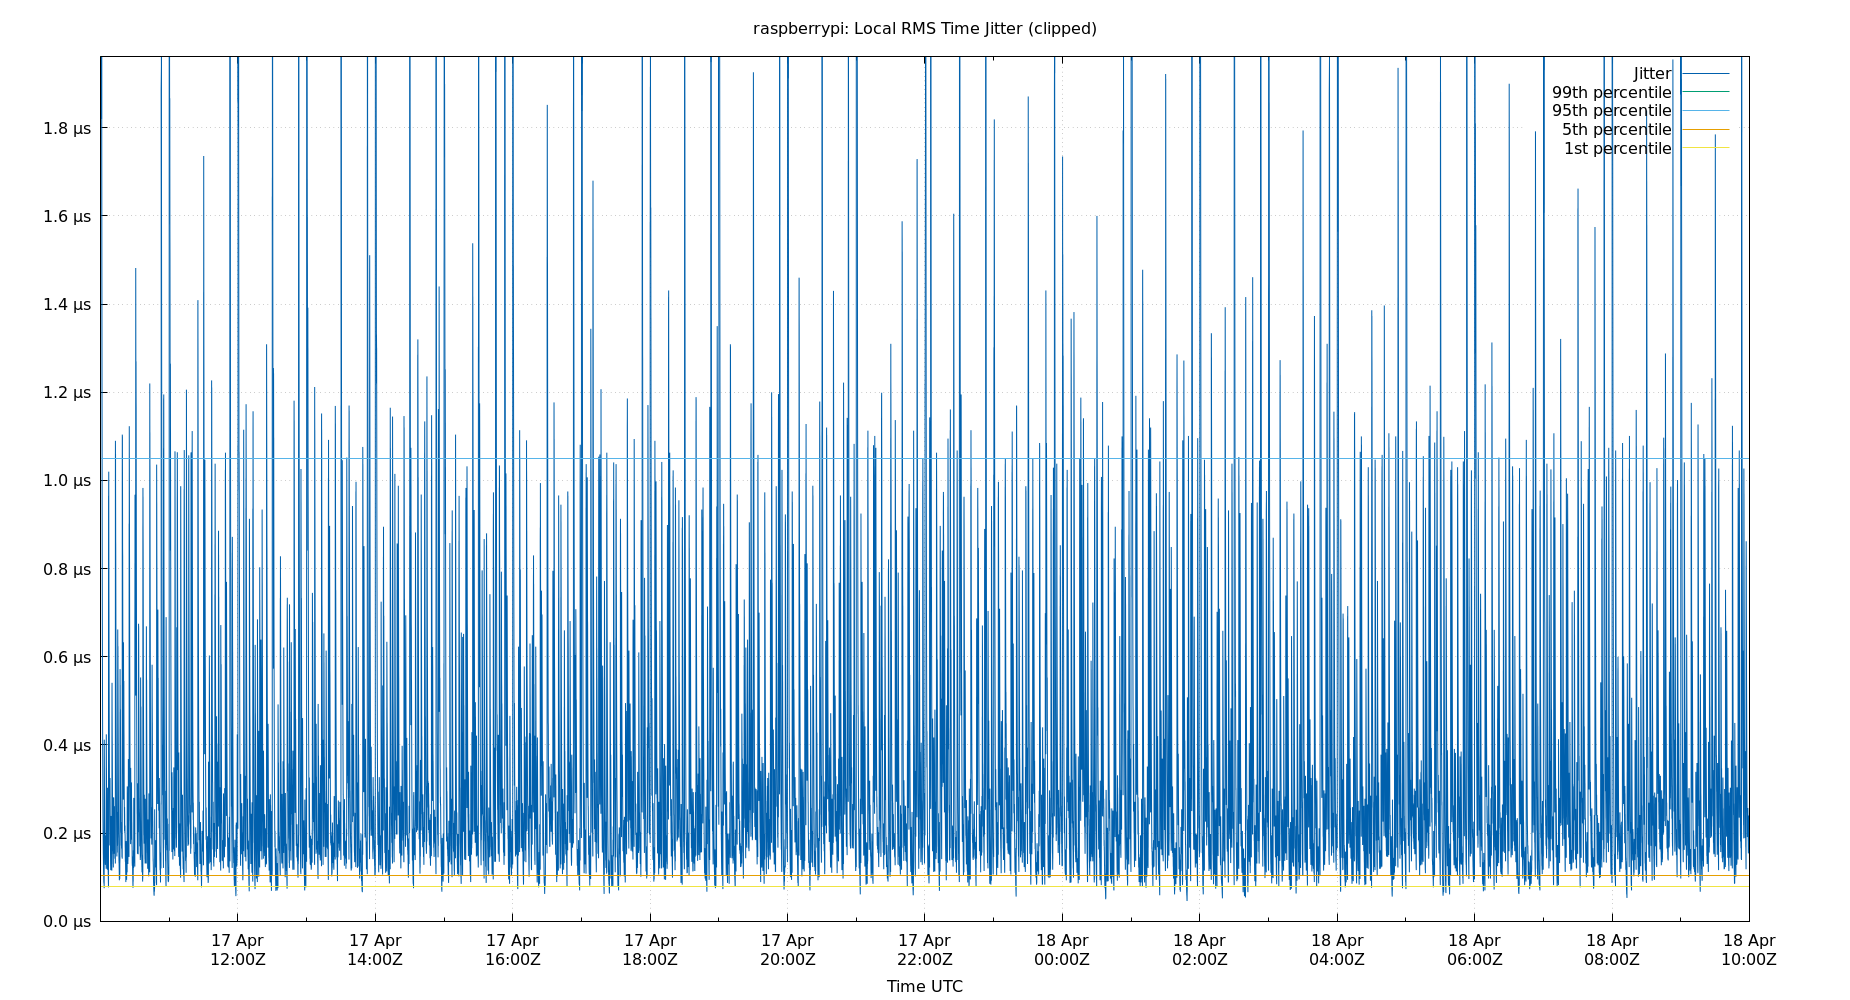 raspberrypi: Local RMS Time Jitter (clipped)
Jitter
99th percentile
95th percentile
5th percentile
1st percentile
1.8 µs
1.6 µs
1.4 µs
1.2 µs
1.0 µs
0.8 µs
0.6 µs
0.4 µs
0.2 µs
0.0 µs
17 Apr 17 Apr 17 Apr 17 Apr 17 Apr 17 Apr 18 Apr 18 Apr 18 Apr 18 Apr 18 Apr 18 Apr
12:00Z 14:00Z 16:00Z 18:00Z 20:00Z 22:00Z 00:00Z 02:00Z 04:00Z 06:00Z 08:00Z 10:00Z
Time UTC